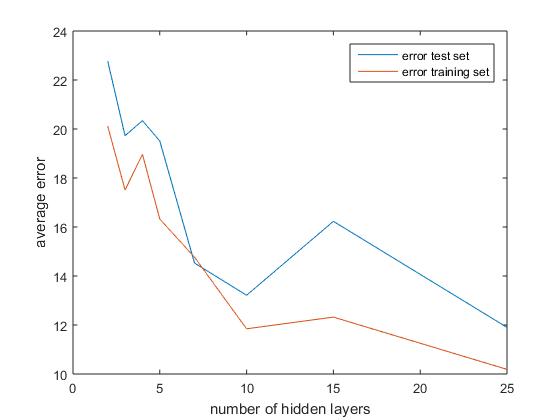 24
22
20
18
16
14
12
10
average error
error test set
error training set
0 5 10 15 20 25
number of hidden layers